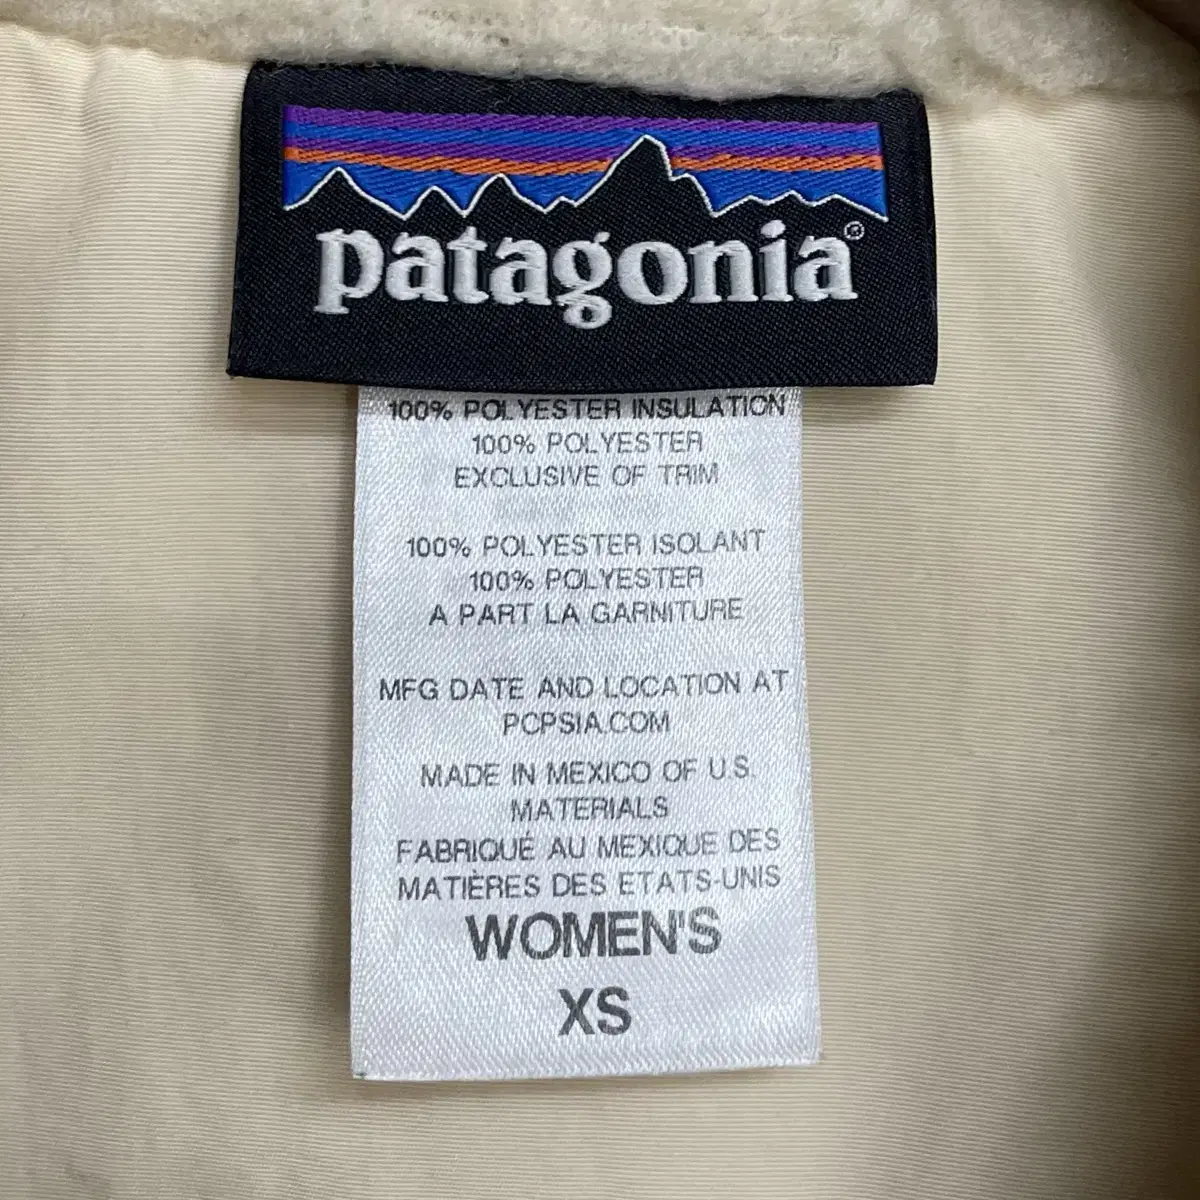 patagonia®
100% POLYESTER INSULATION
100% POLYESTER
EXCLUSIVE OF TRIM
100% POLYESTER ISOLANT
100% POLYESTER
A PART LA GARNITURE
MFG DATE AND LOCATION AT
PCPSIA.COM
MADE IN MEXICO OF U.S.
MATERIALS
FABRIQUÉ AU MEXIQUE DES
MATIÈRES DES ETATS-UNIS
WOMEN'S
XS